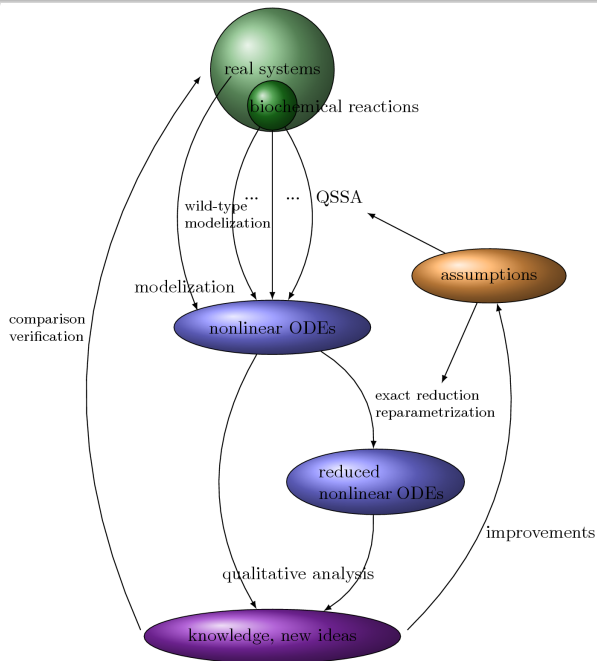 real systems
biochemical reactions
... ... QSSA
wild-type
modelization
assumptions
modelization
comparison
verification
nonlinear ODEs
exact reduction
reparametrization
reduced
nonlinear ODEs
improvements
qualitative analysis
knowledge, new ideas